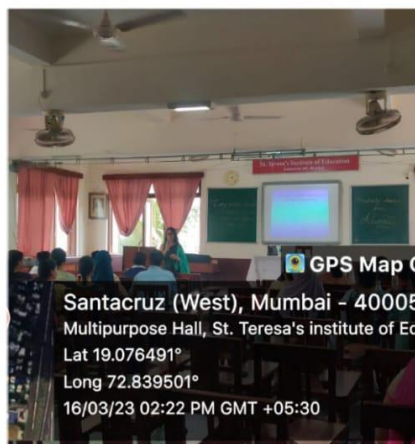 St. Teresa's Institute of Education
GPS Map C
Santacruz (West), Mumbai - 40005
Multipurpose Hall, St. Teresa's institute of Ed
Lat 19.076491°
Long 72.839501°
16/03/23 02:22 PM GMT +05:30